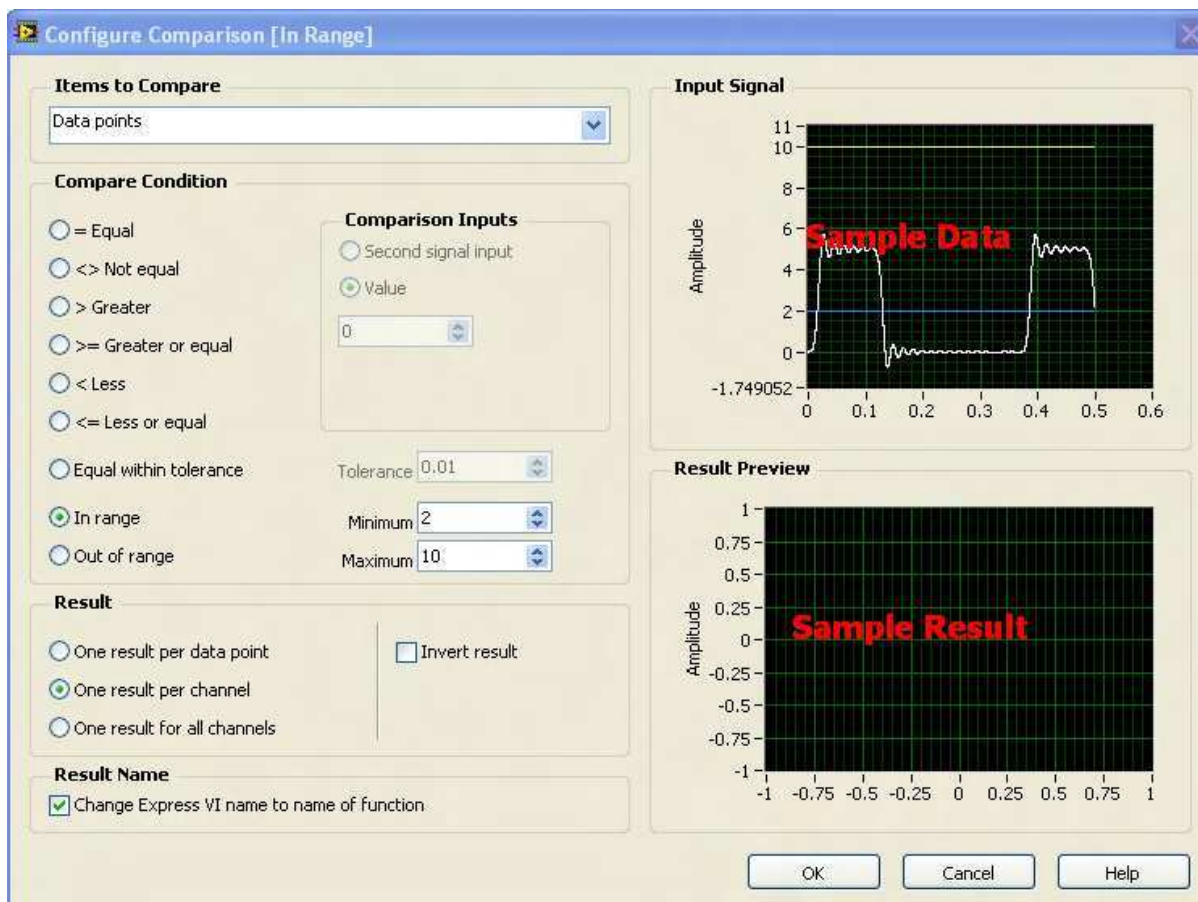 Configure Comparison [In Range]
Items to Compare
Data points
Compare Condition
= Equal
<> Not equal
> Greater
>= Greater or equal
< Less
<= Less or equal
Comparison Inputs
Second signal input
Value
0
Equal within tolerance
Tolerance 0.01
In range
Minimum 2
Out of range
Maximum 10
Result
One result per data point
One result per channel
One result for all channels
Invert result
Result Name
Change Express VI name to name of function
Input Signal
Amplitude
11
10
8
6
4
2
0
-1.749052
Sample Data
0 0.1 0.2 0.3 0.4 0.5 0.6
Result Preview
Amplitude
1
0.75
0.5
0.25
0
-0.25
-0.5
-0.75
-1
Sample Result
-1 -0.75 -0.5 -0.25 0 0.25 0.5 0.75 1
OK Cancel Help